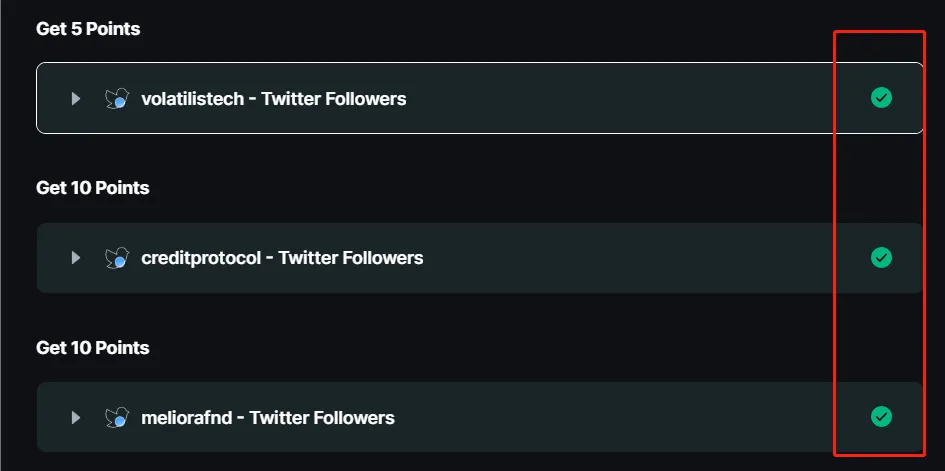 Get 5 Points
volatilistech - Twitter Followers
Get 10 Points
creditprotocol - Twitter Followers
Get 10 Points
meliorafnd - Twitter Followers